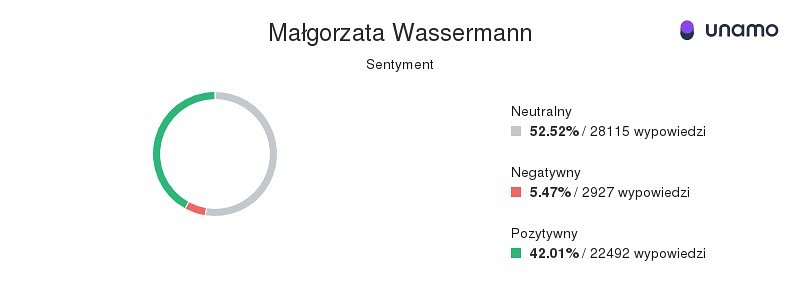 Małgorzata Wassermann
unamo
Sentyment
Neutralny
52.52% / 28115 wypowiedzi
Negatywny
5.47% / 2927 wypowiedzi
Pozytywny
42.01% / 22492 wypowiedzi